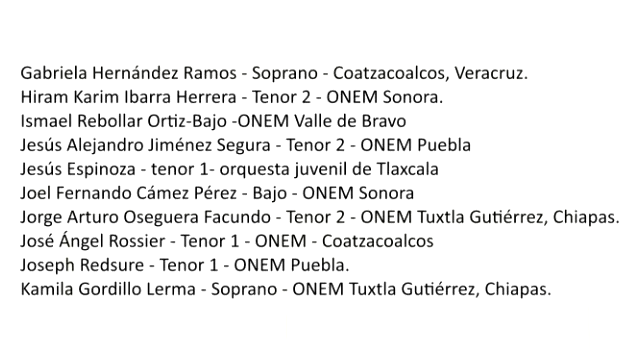 Gabriela Hernández Ramos - Soprano - Coatzacoalcos, Veracruz.
Hiram Karim Ibarra Herrera - Tenor 2 - ONEM Sonora.
Ismael Rebollar Ortiz-Bajo -ONEM Valle de Bravo
Jesús Alejandro Jiménez Segura - Tenor 2 - ONEM Puebla
Jesús Espinoza - tenor 1- orquesta juvenil de Tlaxcala
Joel Fernando Cámez Pérez - Bajo - ONEM Sonora
Jorge Arturo Oseguera Facundo - Tenor 2 - ONEM Tuxtla Gutiérrez, Chiapas.
José Ángel Rossier - Tenor 1 - ONEM - Coatzacoalcos
Joseph Redsure - Tenor 1 - ONEM Puebla.
Kamila Gordillo Lerma - Soprano - ONEM Tuxtla Gutiérrez, Chiapas.